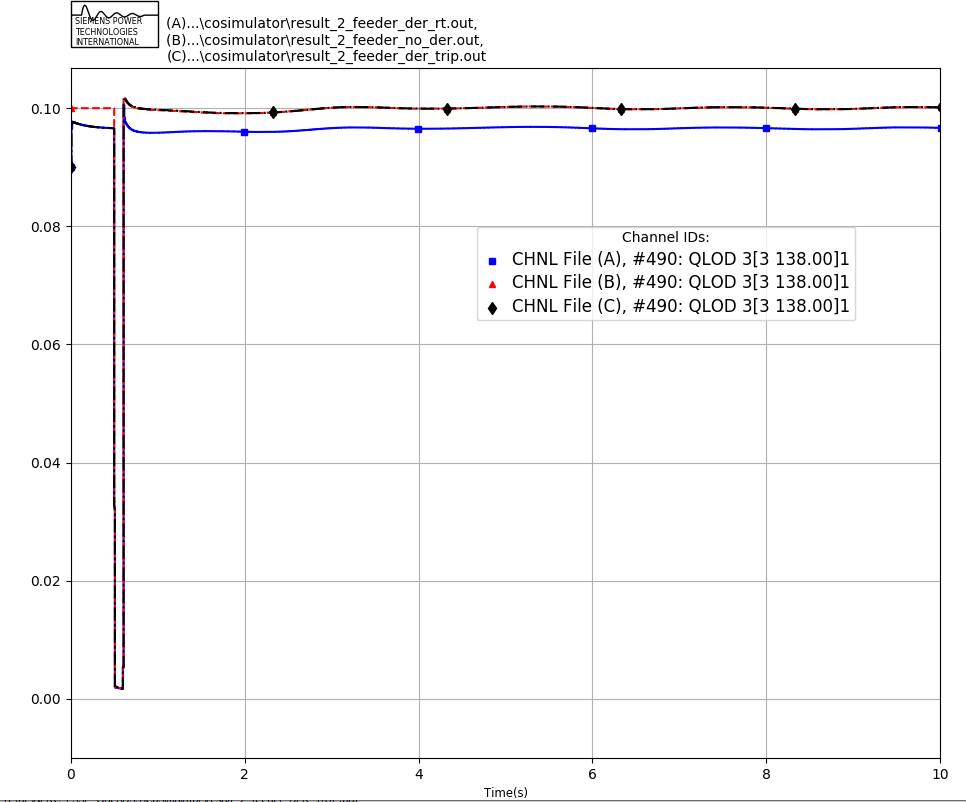 SIEMENS POWER
TECHNOLOGIES
INTERNATIONAL
(A)...\cosimulator\result_2_feeder_der_rt.out,
(B)...\cosimulator\result_2_feeder_no_der.out,
(C)...\cosimulator\result_2_feeder_der_trip.out
0.10
0.08
0.06
0.04
0.02
0.00
Channel IDs:
CHNL File (A), #490: QLOD 3[3 138.00]1
CHNL File (B), #490: QLOD 3[3 138.00]1
CHNL File (C), #490: QLOD 3[3 138.00]1
0 2 4 6 8 10
Time(s)